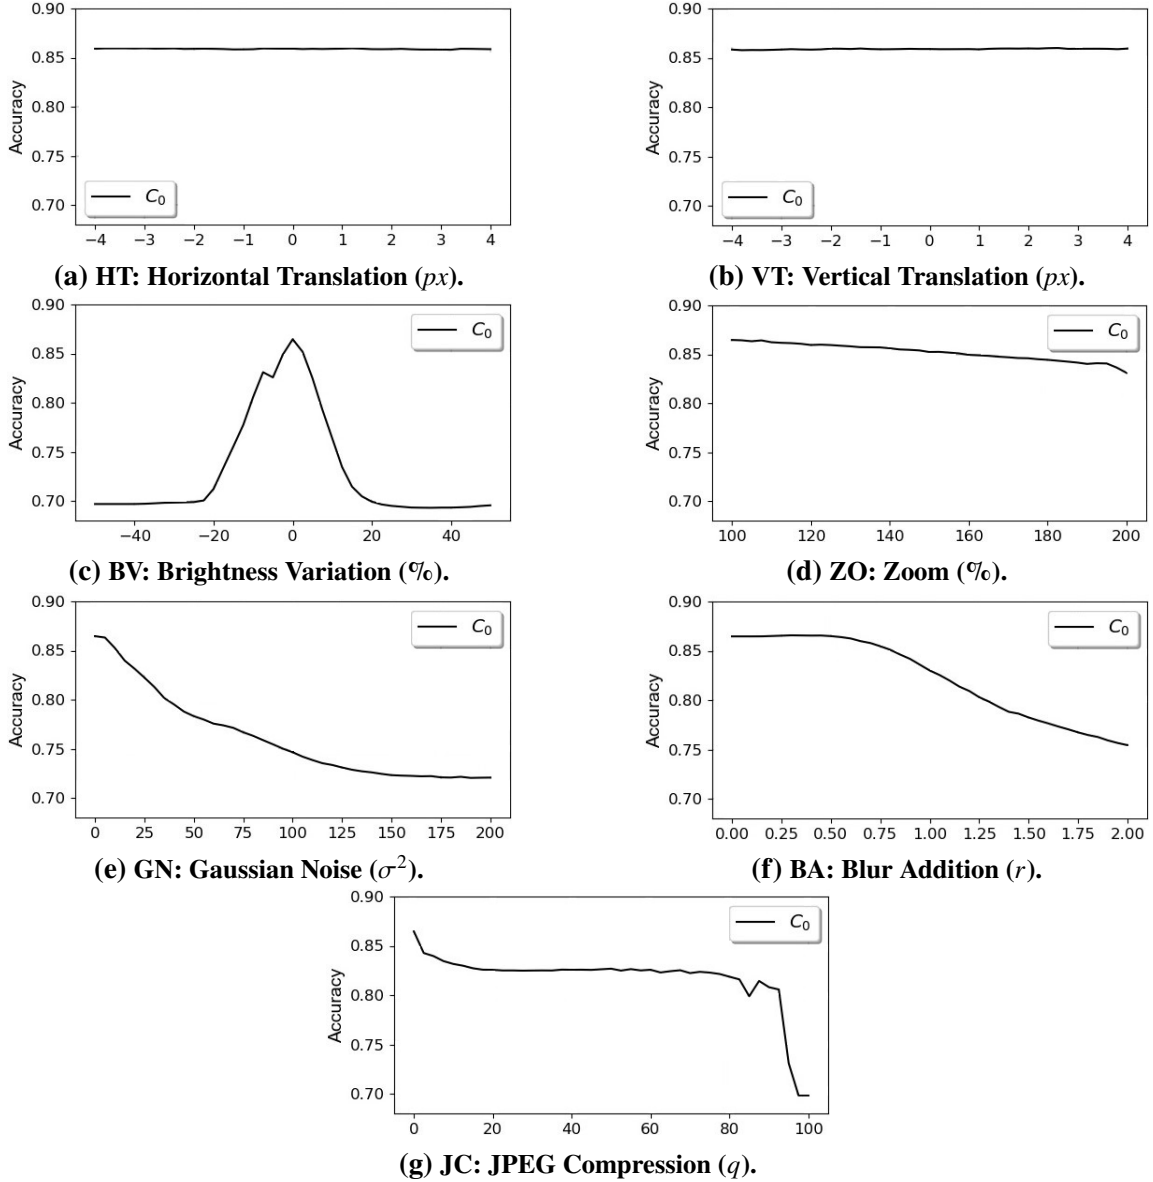 0.90
0.85
0.80
0.75
0.70
Accuracy
C0
−4 −3 −2 −1 0 1 2 3 4
(a) HT: Horizontal Translation (px).
0.90
0.85
0.80
0.75
0.70
Accuracy
C0
−4 −3 −2 −1 0 1 2 3 4
(b) VT: Vertical Translation (px).
0.90
0.85
0.80
0.75
0.70
Accuracy
C0
−40 −20 0 20 40
(c) BV: Brightness Variation (%).
0.90
0.85
0.80
0.75
0.70
Accuracy
C0
100 120 140 160 180 200
(d) ZO: Zoom (%).
0.90
0.85
0.80
0.75
0.70
Accuracy
C0
0 25 50 75 100 125 150 175 200
(e) GN: Gaussian Noise (σ²).
0.90
0.85
0.80
0.75
0.70
Accuracy
C0
0.00 0.25 0.50 0.75 1.00 1.25 1.50 1.75 2.00
(f) BA: Blur Addition (r).
0.90
0.85
0.80
0.75
0.70
Accuracy
C0
0 20 40 60 80 100
(g) JC: JPEG Compression (q).